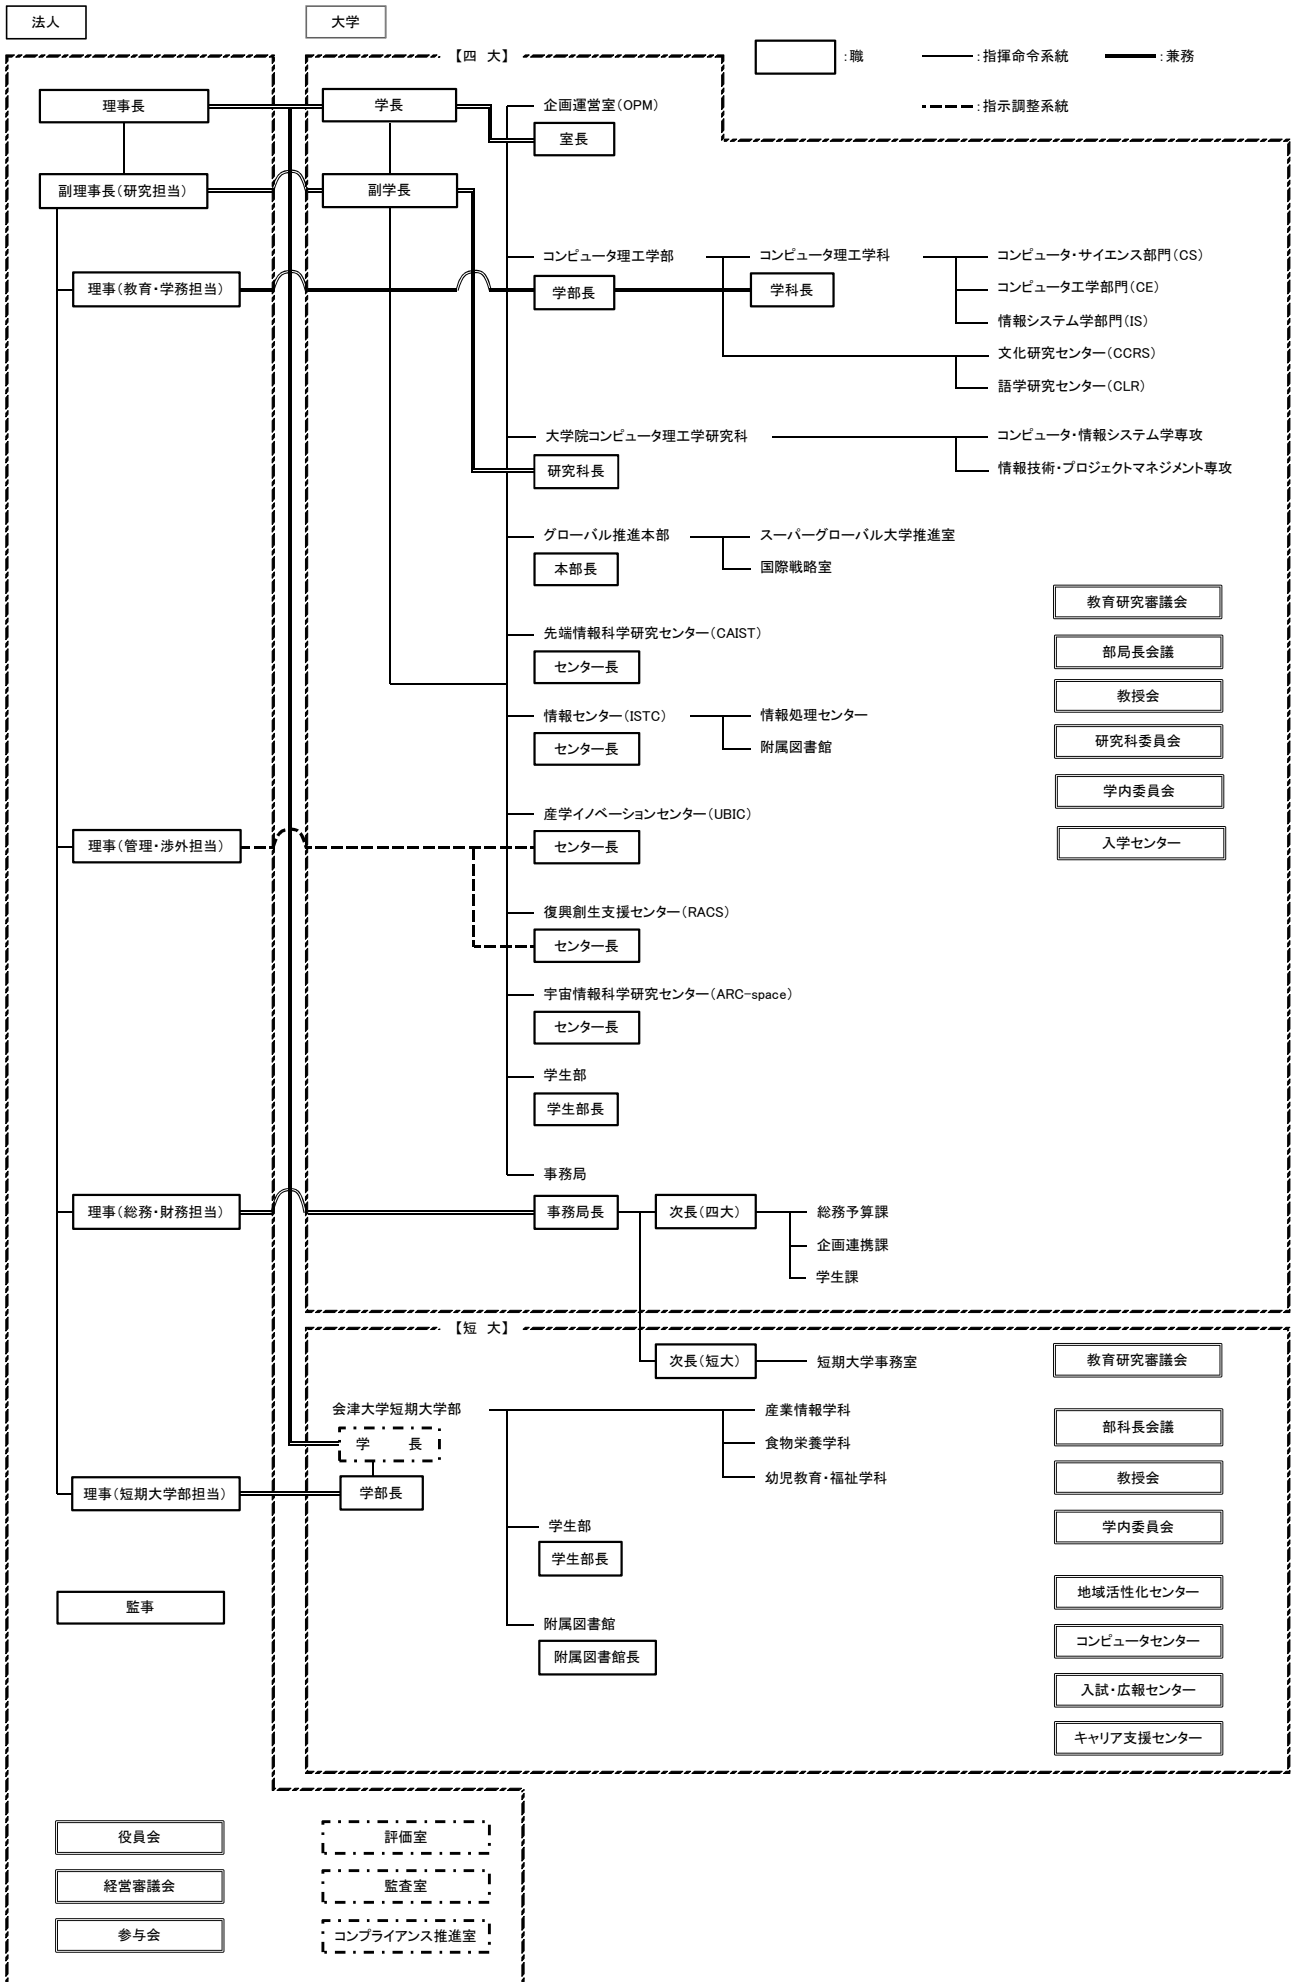 法人
大学
【四 大】
:職
:指揮命令系統
:兼務
:指示調整系統
理事長
学長
企画運営室(OPM)
室長
副理事長(研究担当)
副学長
コンピュータ理工学部
コンピュータ理工学科
コンピュータ・サイエンス部門(CS)
理事(教育・学務担当)
学部長
学科長
コンピュータ工学部門(CE)
情報システム学部門(IS)
文化研究センター(CCRS)
語学研究センター(CLR)
大学院コンピュータ理工学研究科
コンピュータ・情報システム学専攻
研究科長
情報技術・プロジェクトマネジメント専攻
グローバル推進本部
スーパーグローバル大学推進室
本部長
国際戦略室
教育研究審議会
先端情報科学研究センター(CAIST)
部局長会議
センター長
教授会
情報センター(ISTC)
情報処理センター
研究科委員会
センター長
附属図書館
学内委員会
産学イノベーションセンター(UBIC)
理事(管理・渉外担当)
センター長
入学センター
復興創生支援センター(RACS)
センター長
宇宙情報科学研究センター(ARC-space)
センター長
学生部
学生部長
事務局
理事(総務・財務担当)
事務局長
次長(四大)
総務予算課
企画連携課
学生課
【短 大】
次長(短大)
短期大学事務室
教育研究審議会
会津大学短期大学部
産業情報学科
部科長会議
学 長
食物栄養学科
幼児教育・福祉学科
教授会
理事(短期大学部担当)
学部長
学生部
学内委員会
学生部長
監事
地域活性化センター
附属図書館
コンピュータセンター
附属図書館長
入試・広報センター
キャリア支援センター
役員会
評価室
経営審議会
監査室
参与会
コンプライアンス推進室